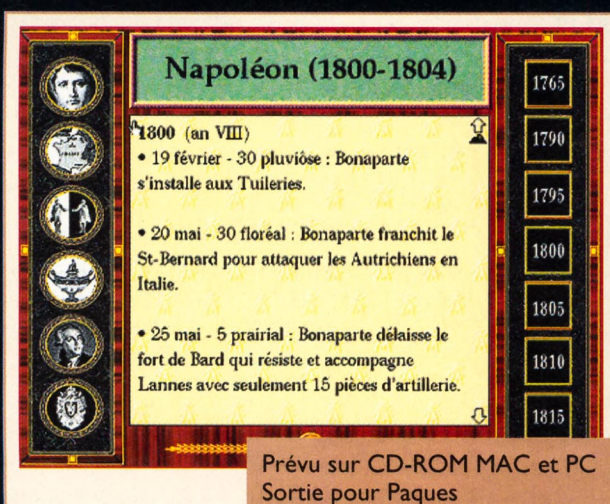 Napoléon (1800-1804)
1800 (an VIII)
• 19 février - 30 pluviôse : Bonaparte
s'installe aux Tuileries.
• 20 mai - 30 floréal : Bonaparte franchit le
St-Bernard pour attaquer les Autrichiens en
Italie.
• 25 mai - 5 prairial : Bonaparte délaisse le
fort de Bard qui résiste et accompagne
Lannes avec seulement 15 pièces d'artillerie.
1765
1790
1795
1800
1805
1810
1815
Prévu sur CD-ROM MAC et PC
Sortie pour Paques